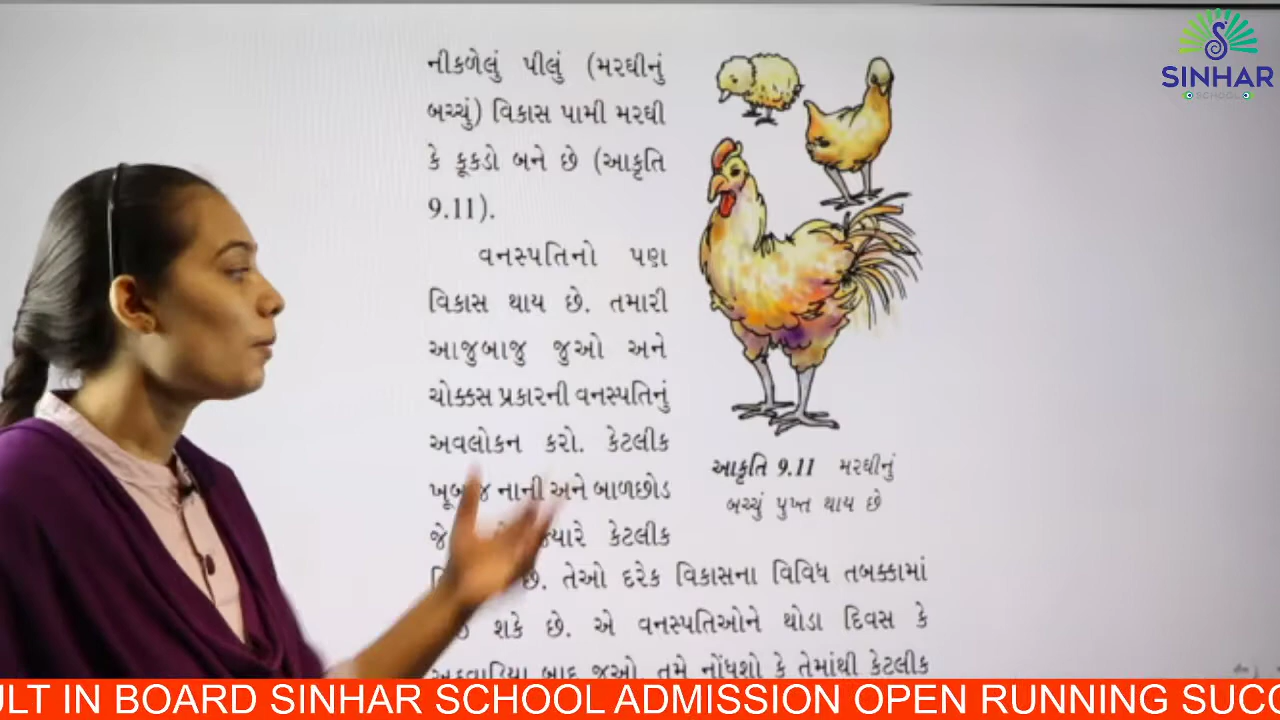 નીકળેલું પીલું (મરઘીનું
બચ્ચું) વિકાસ પામી મરઘી
કે કૂકડો બને છે (આકૃતિ
9.11).
વનસ્પતિનો પણ
વિકાસ થાય છે. તમારી
આજુબાજુ જુઓ અને
ચોક્કસ પ્રકારની વનસ્પતિનું
અવલોકન કરો. કેટલીક
ખૂબ જ નાની અને બાળછોડ
જે કેટલીક
છે. તેઓ દરેક વિકાસના વિવિધ તબક્કામાં
શકે છે. એ વનસ્પતિઓને થોડા દિવસ કે
અઠવાડિયા બાદ જુઓ. તમે નોંધશો કે તેમાંથી કેટલીક
આકૃતિ 9.11 મરઘીનું
બચ્ચું પુખ્ત થાય છે
SINHAR
SCHOOL
ULT IN BOARD SINHAR SCHOOL ADMISSION OPEN RUNNING SUCC